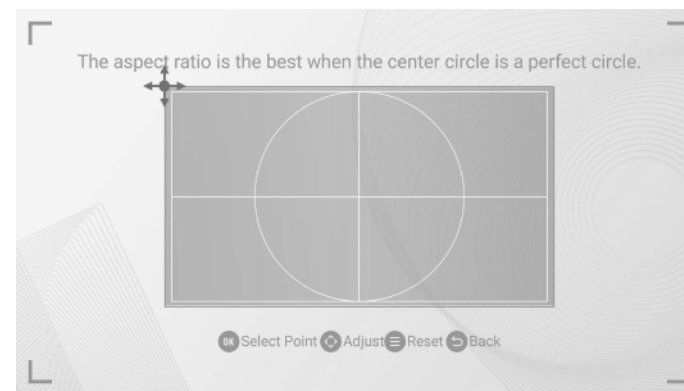 The aspect ratio is the best when the center circle is a perfect circle.
OK Select Point Adjust Reset Back